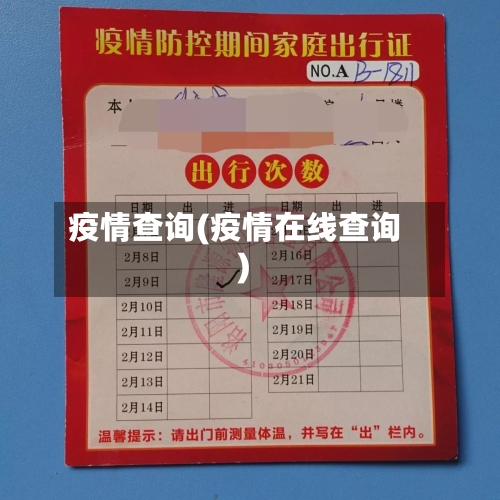 疫情防控期间家庭出行证
NO.A B-1811
本
出行次数
日期 出 进 日期 出 进
疫情查询(疫情在线查询
)
2月8日 2月16日
2月9日 2月17日
2月10日 2月18日
2月11日 2月19日
2月12日 2月20日
2月13日 2月21日
2月14日
4103050
温馨提示：请出门前测量体温，并写在“出”栏内。